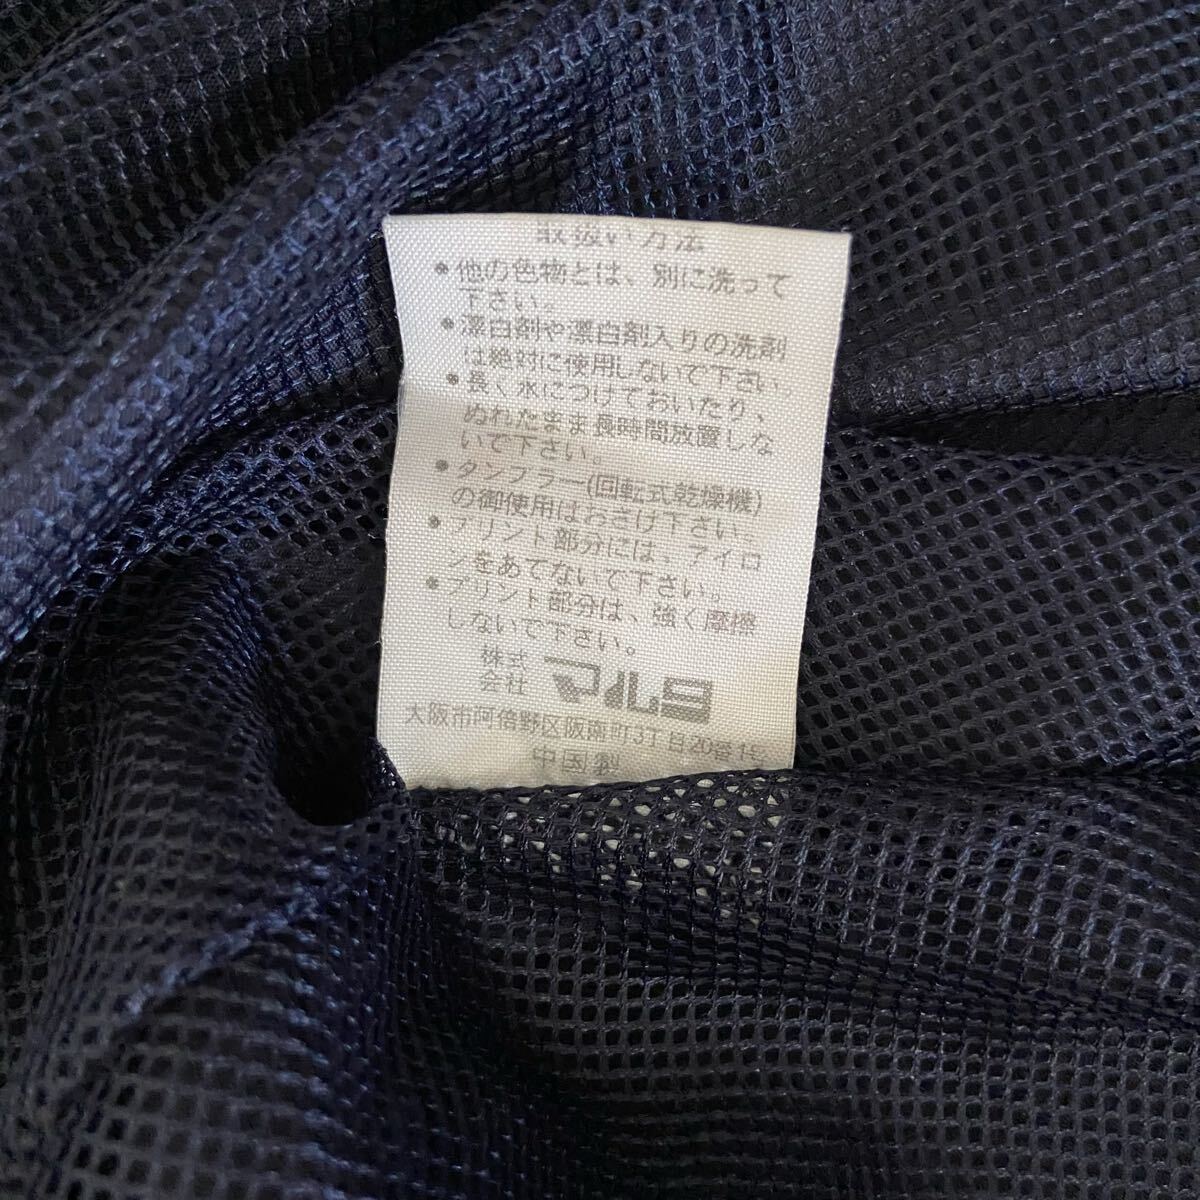 取扱い方法
●他の色物とは、別に洗って
下さい。
●漂白剤や漂白剤入りの洗剤
は絶対に使用しないで下さい
●長く水につけておいたり、
ぬれたまま長時間放置しな
いで下さい。
●タンブラー(回転式乾燥機)
の御使用はおさけ下さい。
●プリント部分には、アイロ
ンをあてないで下さい。
●プリント部分は、強く摩擦
しないで下さい。
株式
会社
大阪市阿倍野区阪南町3丁目20番1号
中国製